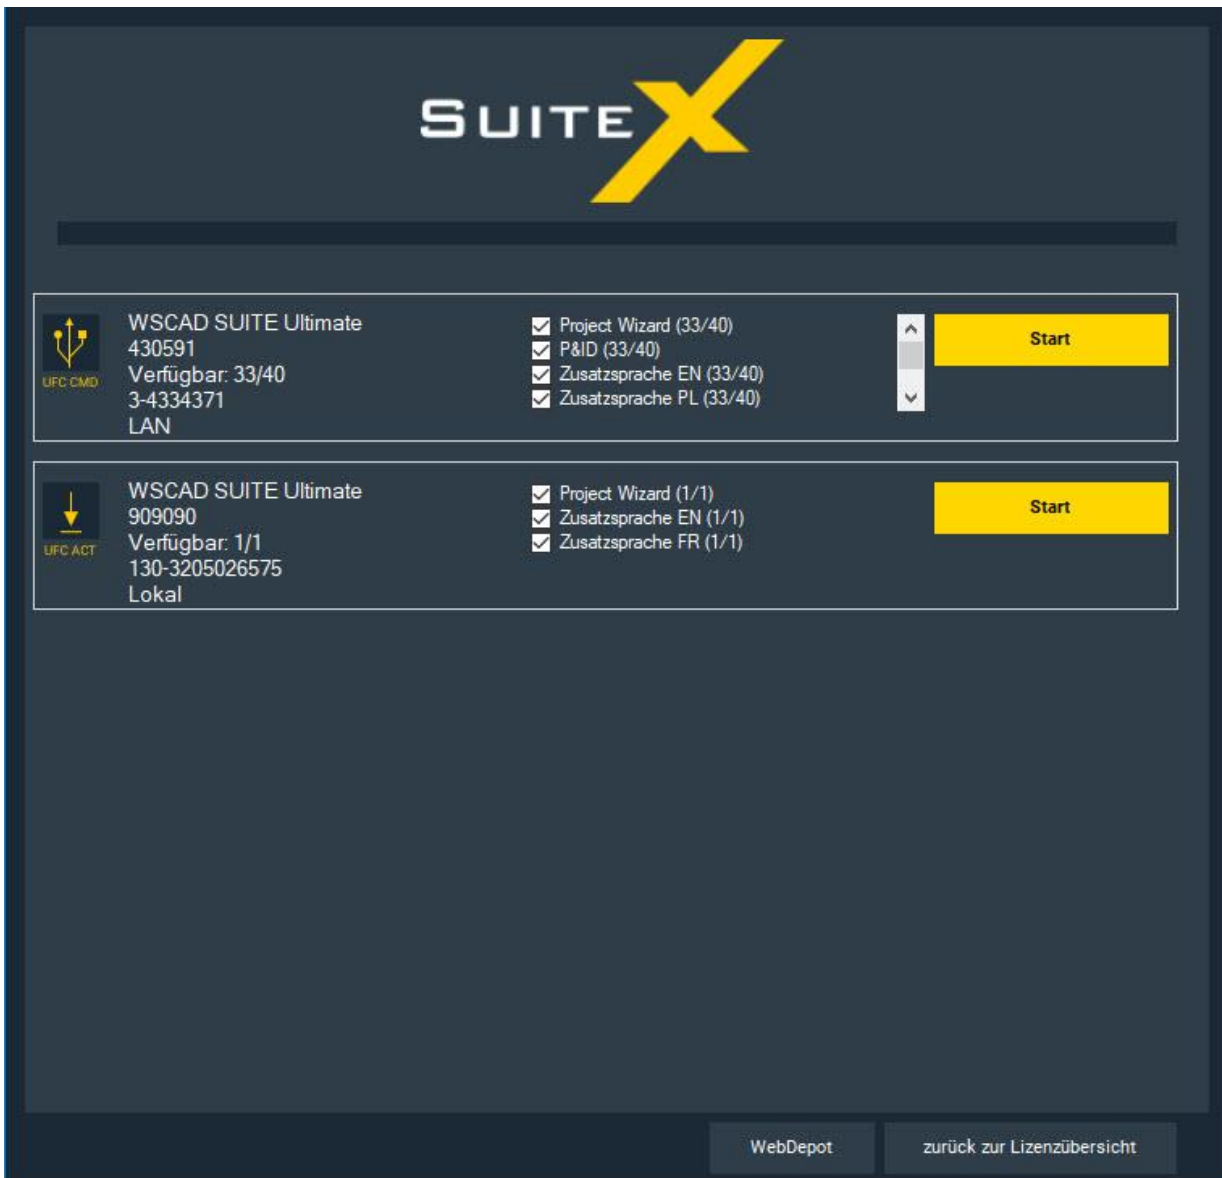 SUITEX
UFC CMD
WSCAD SUITE Ultimate
430591
Verfügbar: 33/40
3-4334371
LAN
Project Wizard (33/40)
P&ID (33/40)
Zusatzsprache EN (33/40)
Zusatzsprache PL (33/40)
Start
UFC ACT
WSCAD SUITE Ultimate
909090
Verfügbar: 1/1
130-3205026575
Lokal
Project Wizard (1/1)
Zusatzsprache EN (1/1)
Zusatzsprache FR (1/1)
Start
WebDepot
zurück zur Lizenzübersicht